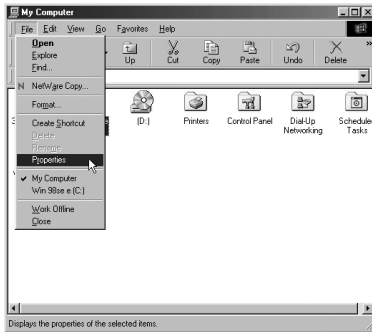 My Computer
File Edit View Go Favorites Help
Up Cut Copy Paste Undo Delete »
Open
Explore
Find...
N NetWare Copy...
Format...
Create Shortcut
Delete
Rename
Properties
My Computer
Win 98se e (C:)
Work Offline
Close
(D:) Printers Control Panel Dial-Up Networking Scheduled Tasks
Displays the properties of the selected items.